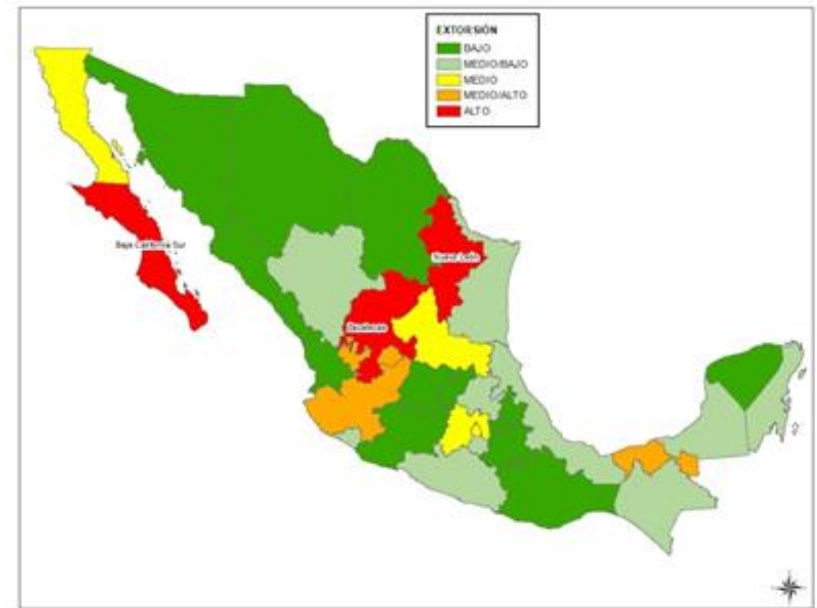 EXTORSIÓN
BAJO
MEDIO/BAJO
MEDIO
MEDIO/ALTO
ALTO
Baja California Sur
Nuevo León
Zacatecas